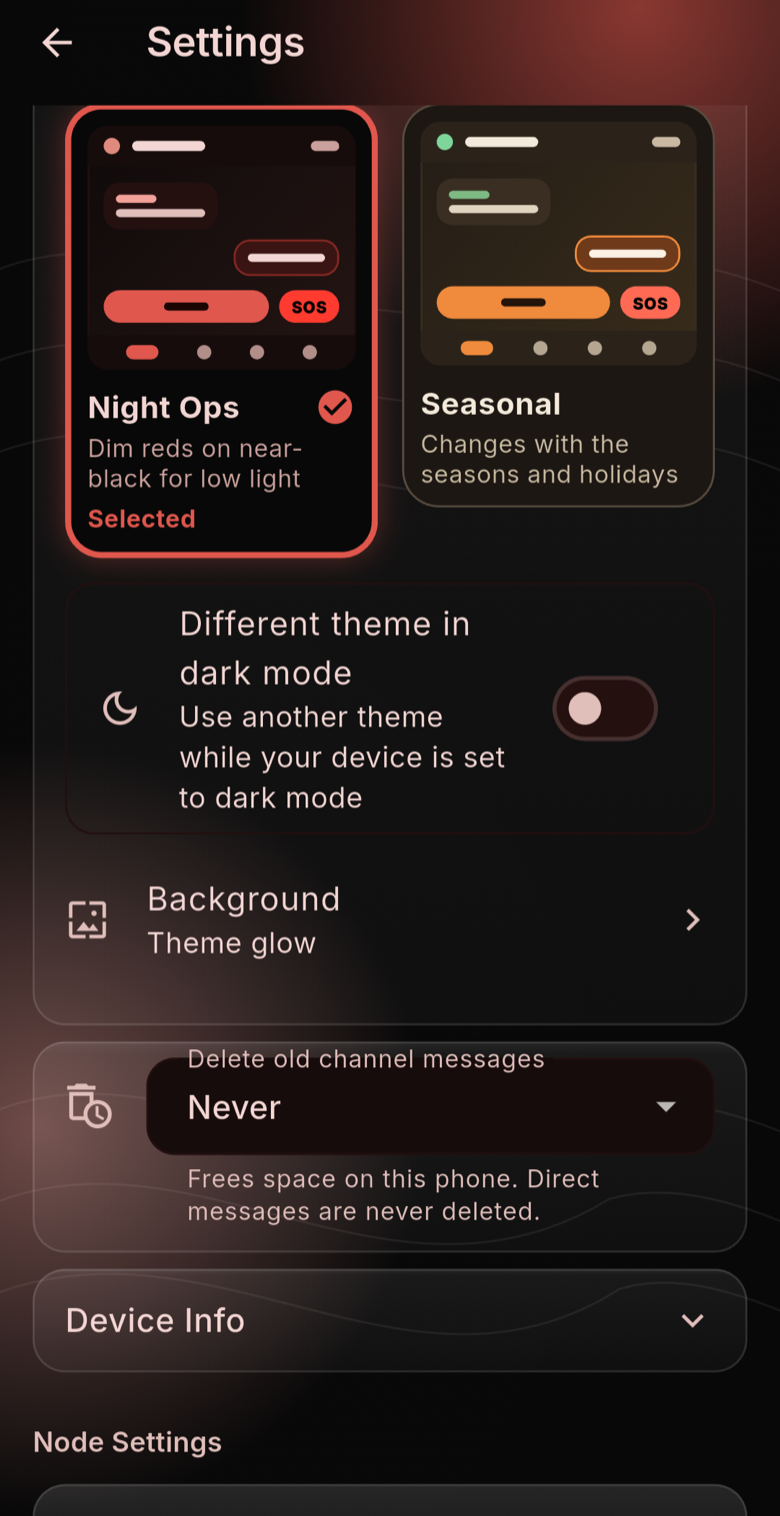 Settings
SOS
SOS
Night Ops
Dim reds on near-
black for low light
Selected
Seasonal
Changes with the
seasons and holidays
Different theme in
dark mode
Use another theme
while your device is set
to dark mode
Background
Theme glow
Delete old channel messages
Never
Frees space on this phone. Direct
messages are never deleted.
Device Info
Node Settings